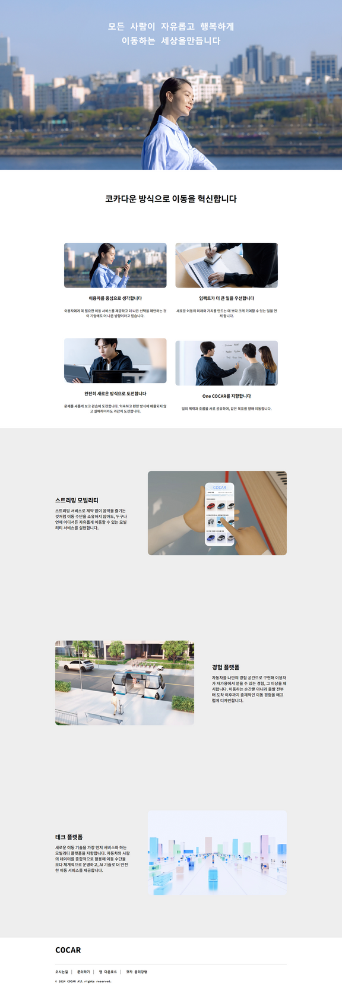 모든 사람이 자유롭고 행복하게
이동하는 세상을만듭니다
코카다운 방식으로 이동을 혁신합니다
이용자를 중심으로 생각합니다
이용자에게 꼭 필요한 이동 서비스를 제공하고 더 나은 선택을 제안하는 것
이 기업에도 더 나은 방향이라고 믿습니다.
임팩트가 더 큰 일을 우선합니다
새로운 이동의 미래와 가치를 만드는 데 보다 크게 기여할 수 있는 일을 먼
저 합니다.
완전히 새로운 방식으로 도전합니다
문제를 새롭게 보고 관습에 도전합니다. 익숙하고 편한 방식에 매몰되지 않
고 실패하더라도 과감히 도전합니다.
One COCAR를 지향합니다
일의 맥락과 흐름을 서로 공유하며, 같은 목표를 향해 이동합니다.
스트리밍 모빌리티
스트리밍 서비스로 제약 없이 음악을 즐기는
것처럼 이동 수단을 소유하지 않아도, 누구나
언제 어디서든 자유롭게 이동할 수 있는 모빌
리티 서비스를 실현합니다.
COCAR
경험 플랫폼
자동차를 나만의 경험 공간으로 구현해 이용자
가 자가용에서 얻을 수 있는 경험, 그 이상을 제
시합니다. 이동하는 순간뿐 아니라 출발 전부
터 도착 이후까지 총체적인 이동 경험을 매끄
럽게 디자인합니다.
테크 플랫폼
새로운 이동 기술을 가장 먼저 서비스화 하는
모빌리티 플랫폼을 지향합니다. 자동차와 사람
의 데이터를 종합적으로 활용해 이동 수단을
보다 체계적으로 운영하고, AI 기술로 더 안전
한 이동 서비스를 제공합니다.
COCAR
오시는길 | 문의하기 | 앱 다운로드 | 코카 윤리강령
© 2024 COCAR All rights reserved.